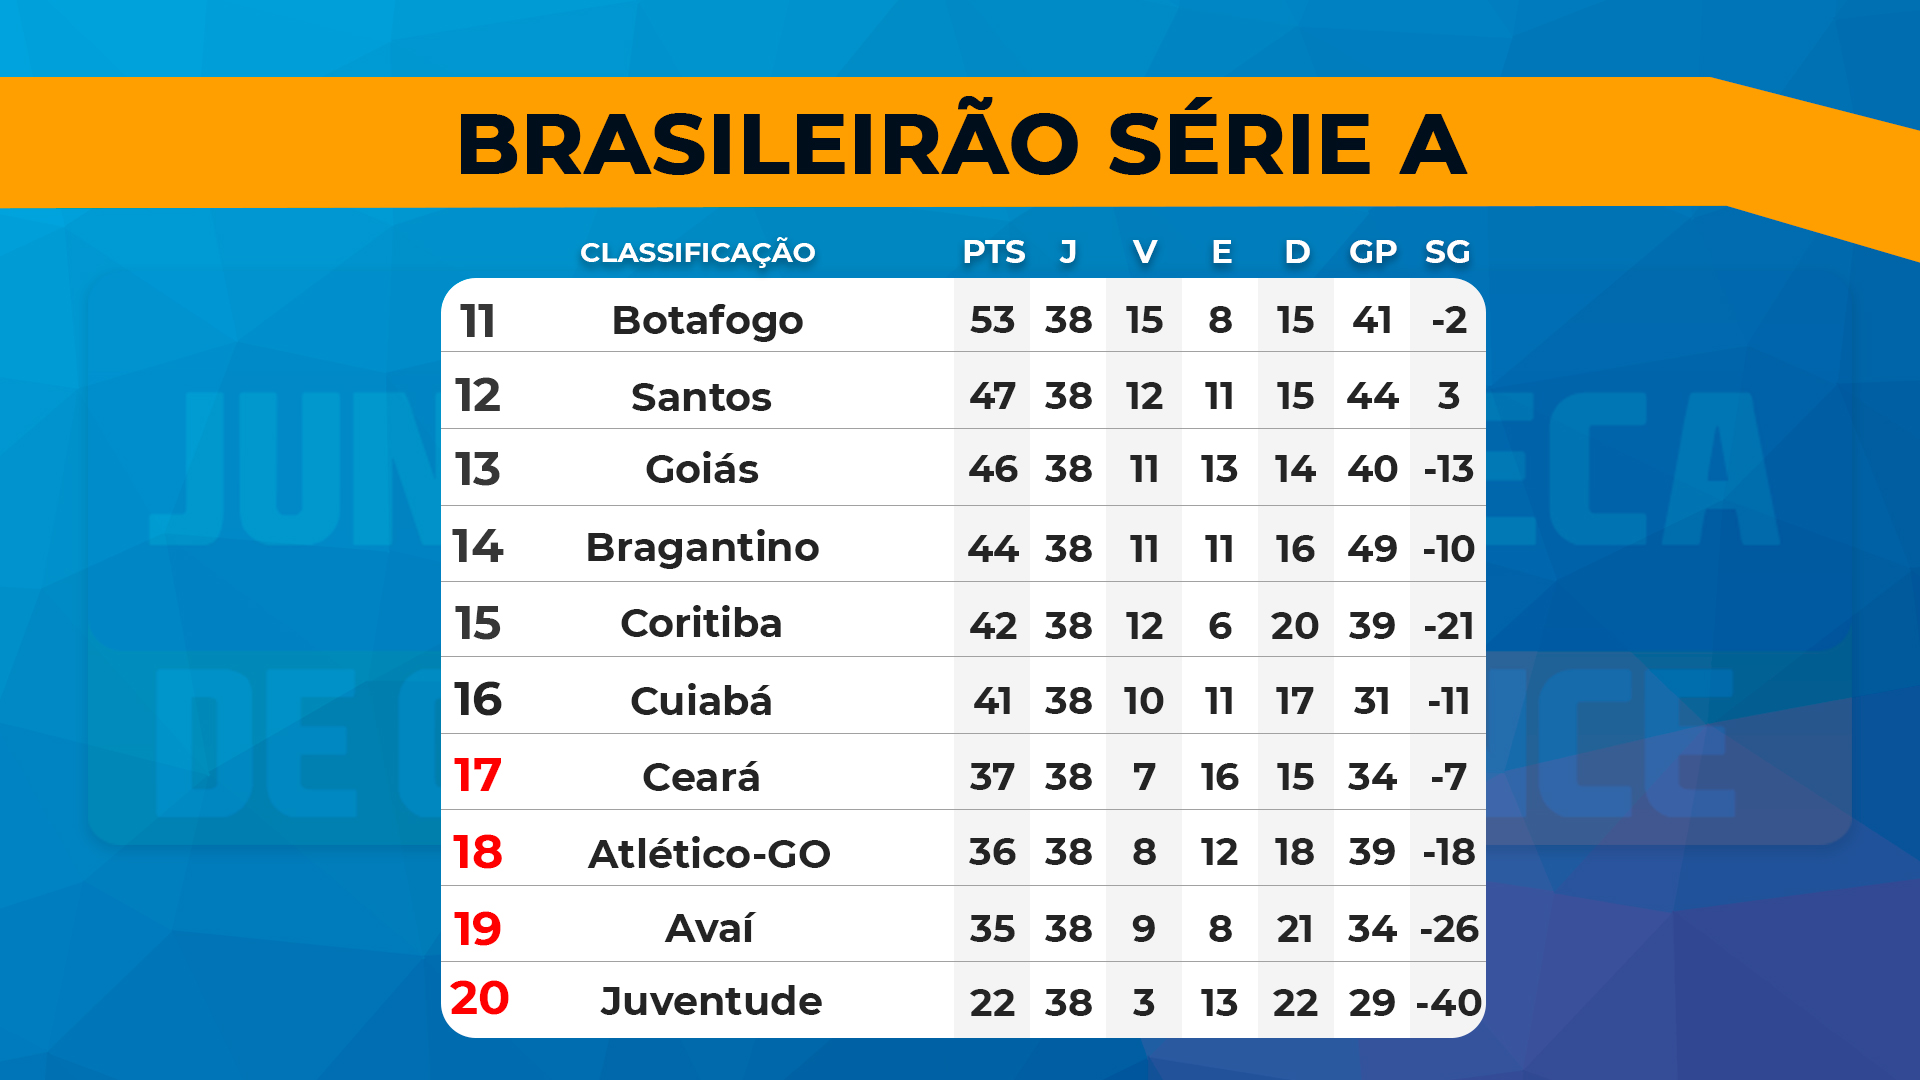 BRASILEIRÃO SÉRIE A
CLASSIFICAÇÃO PTS J V E D GP SG
11 Botafogo 53 38 15 8 15 41 -2
12 Santos 47 38 12 11 15 44 3
13 Goiás 46 38 11 13 14 40 -13
14 Bragantino 44 38 11 11 16 49 -10
15 Coritiba 42 38 12 6 20 39 -21
16 Cuiabá 41 38 10 11 17 31 -11
17 Ceará 37 38 7 16 15 34 -7
18 Atlético-GO 36 38 8 12 18 39 -18
19 Avaí 35 38 9 8 21 34 -26
20 Juventude 22 38 3 13 22 29 -40